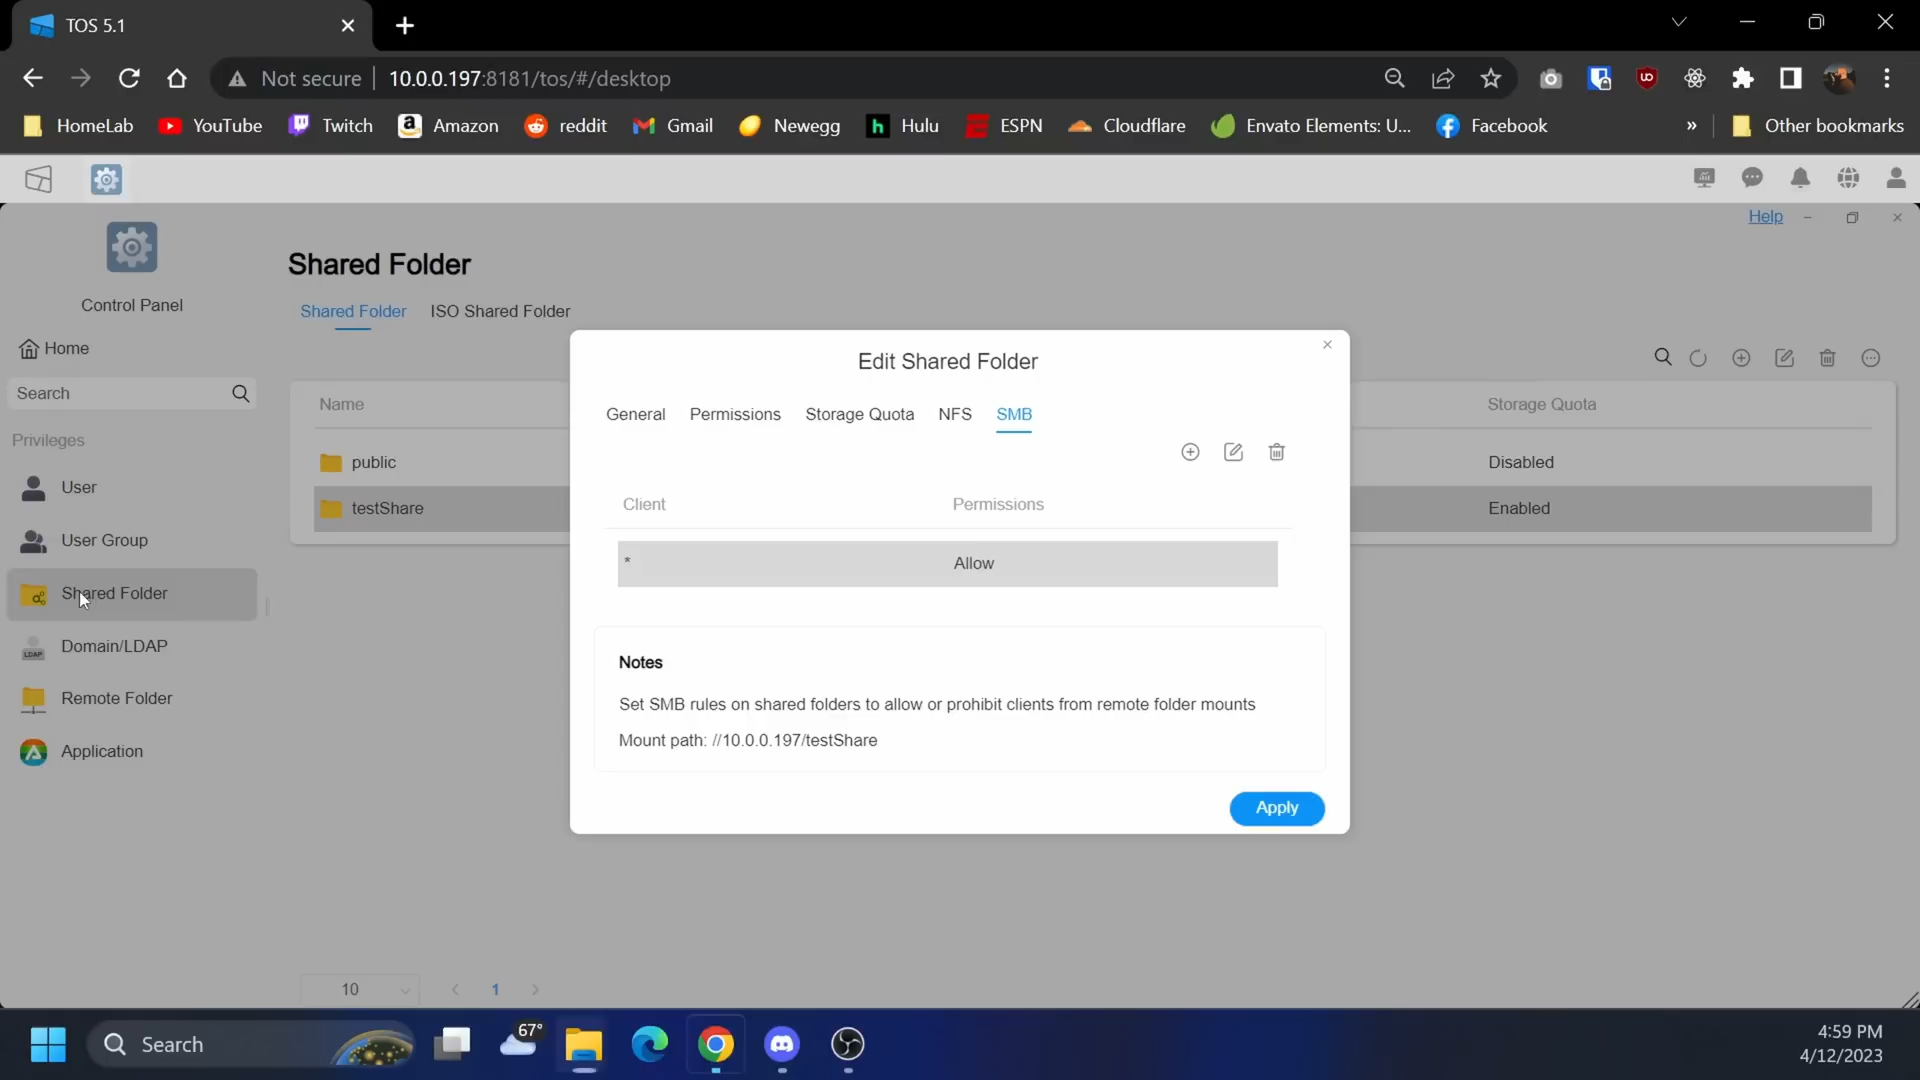 TOS 5.1
Not secure
10.0.0.197:8181/tos/#/desktop
HomeLab
YouTube
Twitch
Amazon
reddit
Gmail
Newegg
h
Hulu
ESPN
Cloudflare
Envato Elements: U...
Facebook
»
Other bookmarks
Help
Control Panel
Home
Search
Privileges
User
User Group
Shared Folder
LDAP
Domain/LDAP
Remote Folder
Application
Shared Folder
Shared Folder
ISO Shared Folder
Name
Storage Quota
public
Disabled
testShare
Enabled
Edit Shared Folder
General
Permissions
Storage Quota
NFS
SMB
Client
Permissions
*
Allow
Notes
Set SMB rules on shared folders to allow or prohibit clients from remote folder mounts
Mount path: //10.0.0.197/testShare
Apply
10
1
Search
67°
4:59 PM
4/12/2023